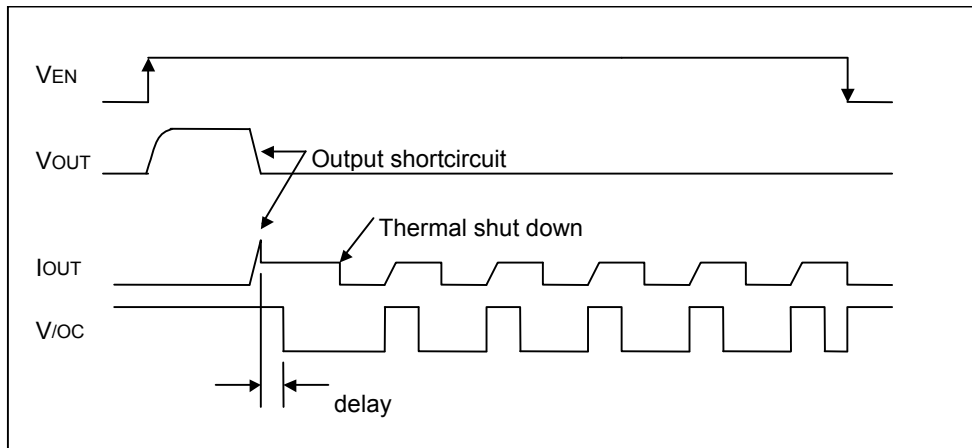 VEN
VOUT
Output shortcircuit
Thermal shut down
IOUT
V/OC
delay